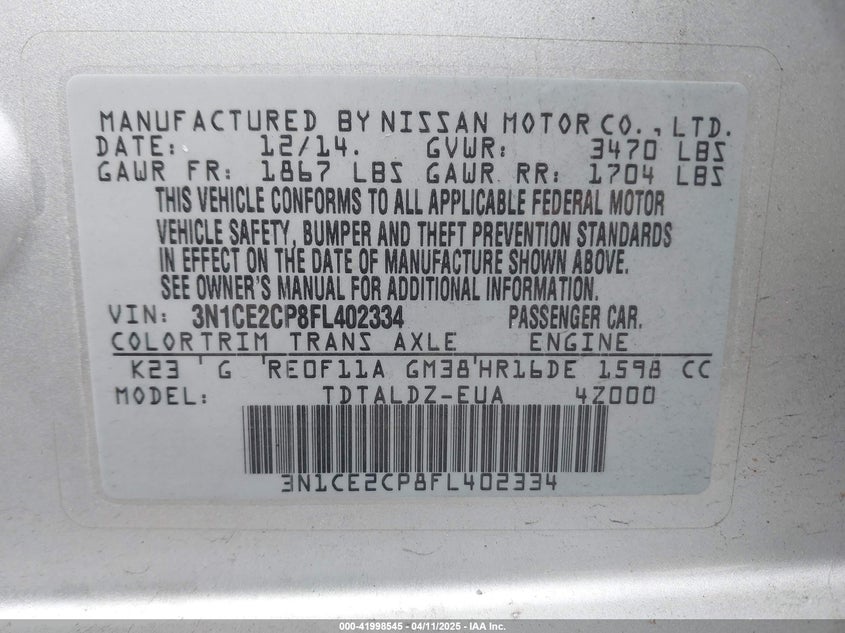 MANUFACTURED BY NISSAN MOTOR CO., LTD.
DATE: 12/14. GVWR: 3470 LBS
GAWR FR: 1867 LBS GAWR RR: 1704 LBS
THIS VEHICLE CONFORMS TO ALL APPLICABLE FEDERAL MOTOR
VEHICLE SAFETY, BUMPER AND THEFT PREVENTION STANDARDS
IN EFFECT ON THE DATE OF MANUFACTURE SHOWN ABOVE.
SEE OWNER'S MANUAL FOR ADDITIONAL INFORMATION.
VIN: 3N1CE2CP8FL402334 PASSENGER CAR.
COLOR TRIM TRANS AXLE ENGINE
K23 'G 'RE0F11A GM38'HR16DE 1598 CC
MODEL: TDTALDZ-EUA 4Z000
3N1CE2CP8FL402334
000-41998545 - 04/11/2025 - IAA Inc.